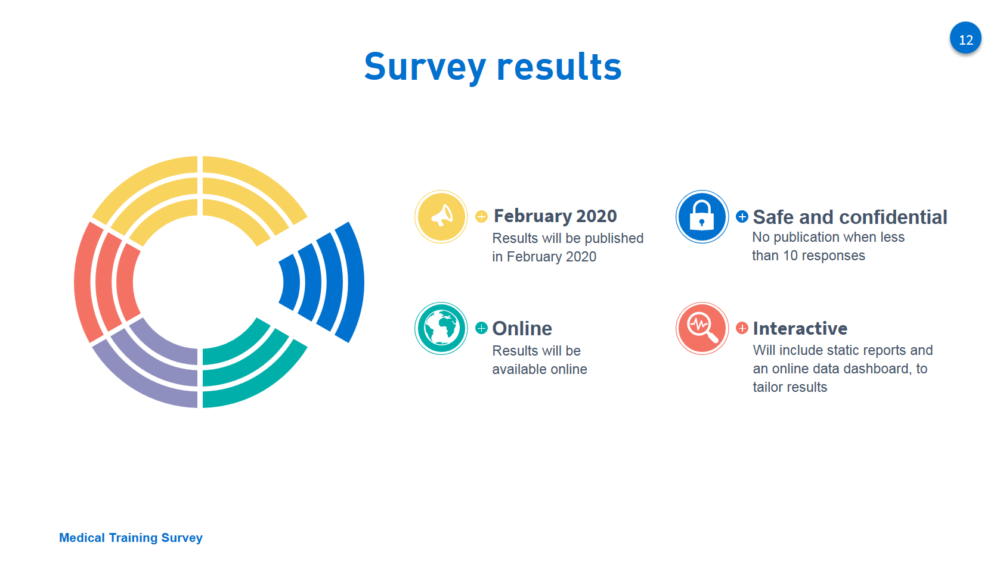 12
Survey results
February 2020
Results will be published
in February 2020
Safe and confidential
No publication when less
than 10 responses
Online
Results will be
available online
Interactive
Will include static reports and
an online data dashboard, to
tailor results
Medical Training Survey